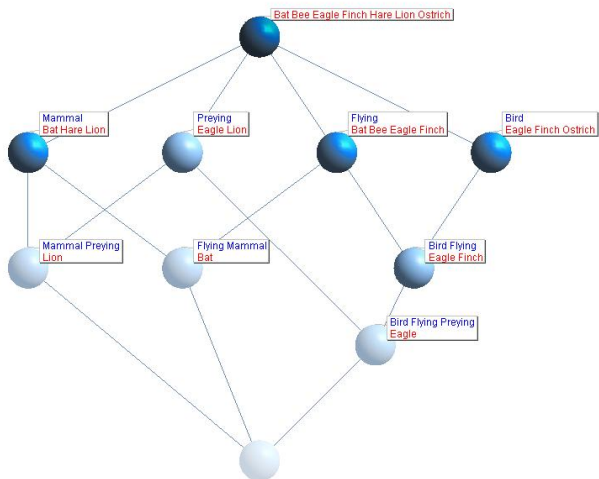 Bat Bee Eagle Finch Hare Lion Ostrich
Mammal
Bat Hare Lion
Preying
Eagle Lion
Flying
Bat Bee Eagle Finch
Bird
Eagle Finch Ostrich
Mammal Preying
Lion
Flying Mammal
Bat
Bird Flying
Eagle Finch
Bird Flying Preying
Eagle